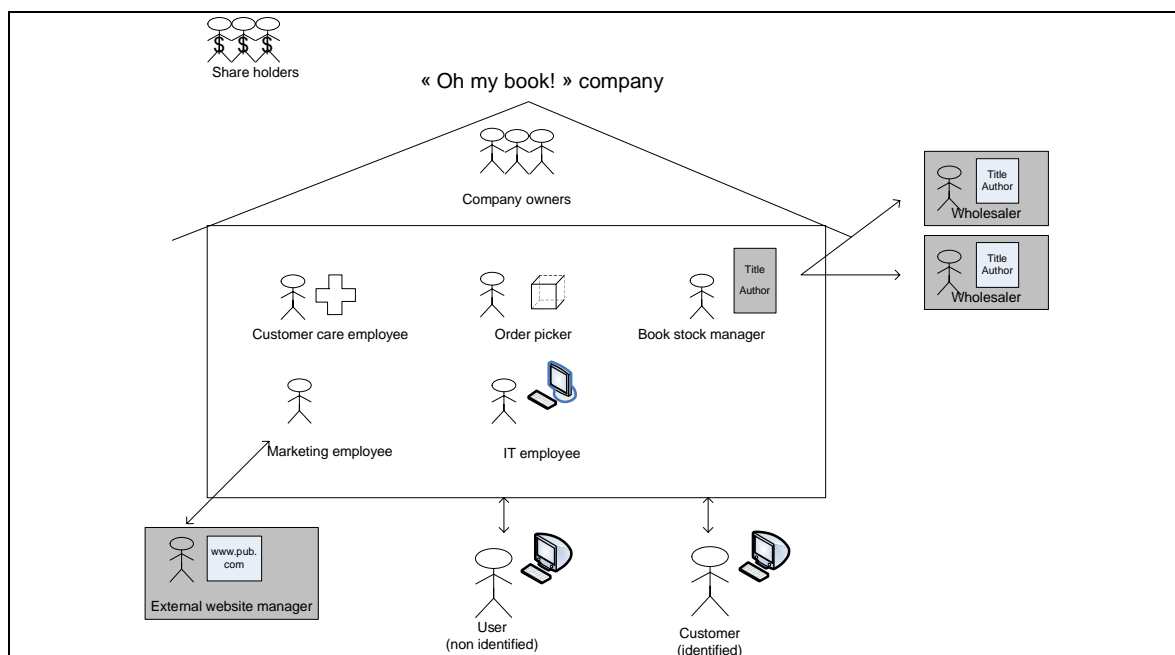 $ $ $
Share holders
« Oh my book! » company
Company owners
Title
Author
Wholesaler
Title
Author
Wholesaler
Title
Author
Customer care employee
Order picker
Book stock manager
Marketing employee
IT employee
www.pub.
com
External website manager
User
(non identified)
Customer
(identified)